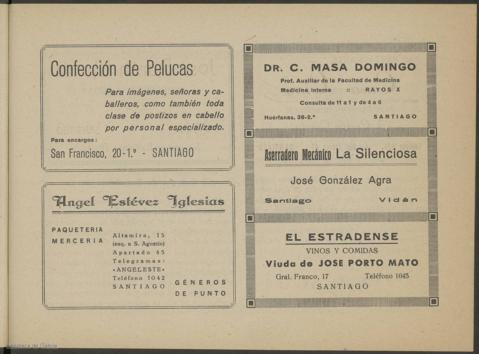 Confección de Pelucas
Para imágenes, señoras y ca-
balleros, como también toda
clase de postizos en cabello
por personal especializado.
Para encargos:
San Francisco, 20-1.º - SANTIAGO
Angel Estévez Iglesias
PAQUETERIA
MERCERIA
Altamira, 15
(esq. a S. Agustín)
Apartado 45
Telegramas:
«ANGELESTE»
Teléfono 1042
SANTIAGO
GÉNEROS
DE PUNTO
DR. C. MASA DOMINGO
Prof. Auxiliar de la Facultad de Medicina
Medicina interna :: RAYOS X
Consulta de 11 a 1 y de 4 a 6
Huérfanas, 36-2.º SANTIAGO
Aserradero Mecánico La Silenciosa
José González Agra
Santiago Vidán
EL ESTRADENSE
VINOS Y COMIDAS
Viuda de JOSE PORTO MATO
Gral. Franco, 17 Teléfono 1045
SANTIAGO